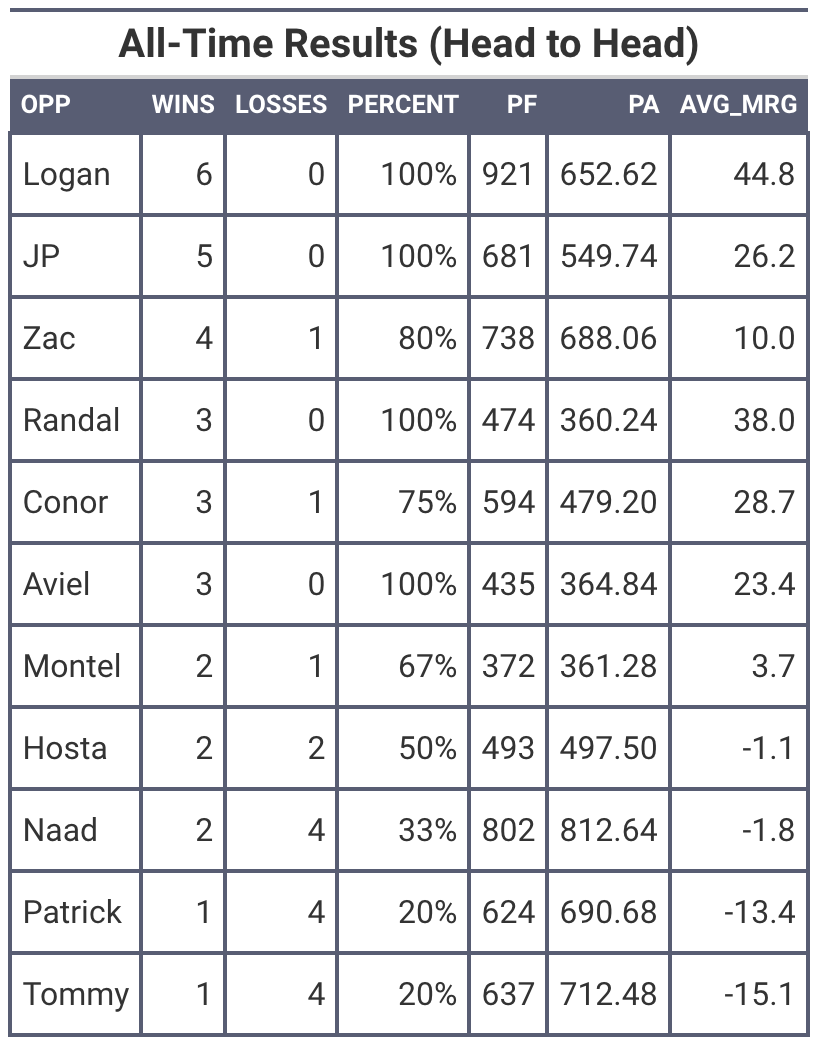 All-Time Results (Head to Head)
OPP WINS LOSSES PERCENT PF PA AVG_MRG
Logan 6 0 100% 921 652.62 44.8
JP 5 0 100% 681 549.74 26.2
Zac 4 1 80% 738 688.06 10.0
Randal 3 0 100% 474 360.24 38.0
Conor 3 1 75% 594 479.20 28.7
Aviel 3 0 100% 435 364.84 23.4
Montel 2 1 67% 372 361.28 3.7
Hosta 2 2 50% 493 497.50 -1.1
Naad 2 4 33% 802 812.64 -1.8
Patrick 1 4 20% 624 690.68 -13.4
Tommy 1 4 20% 637 712.48 -15.1